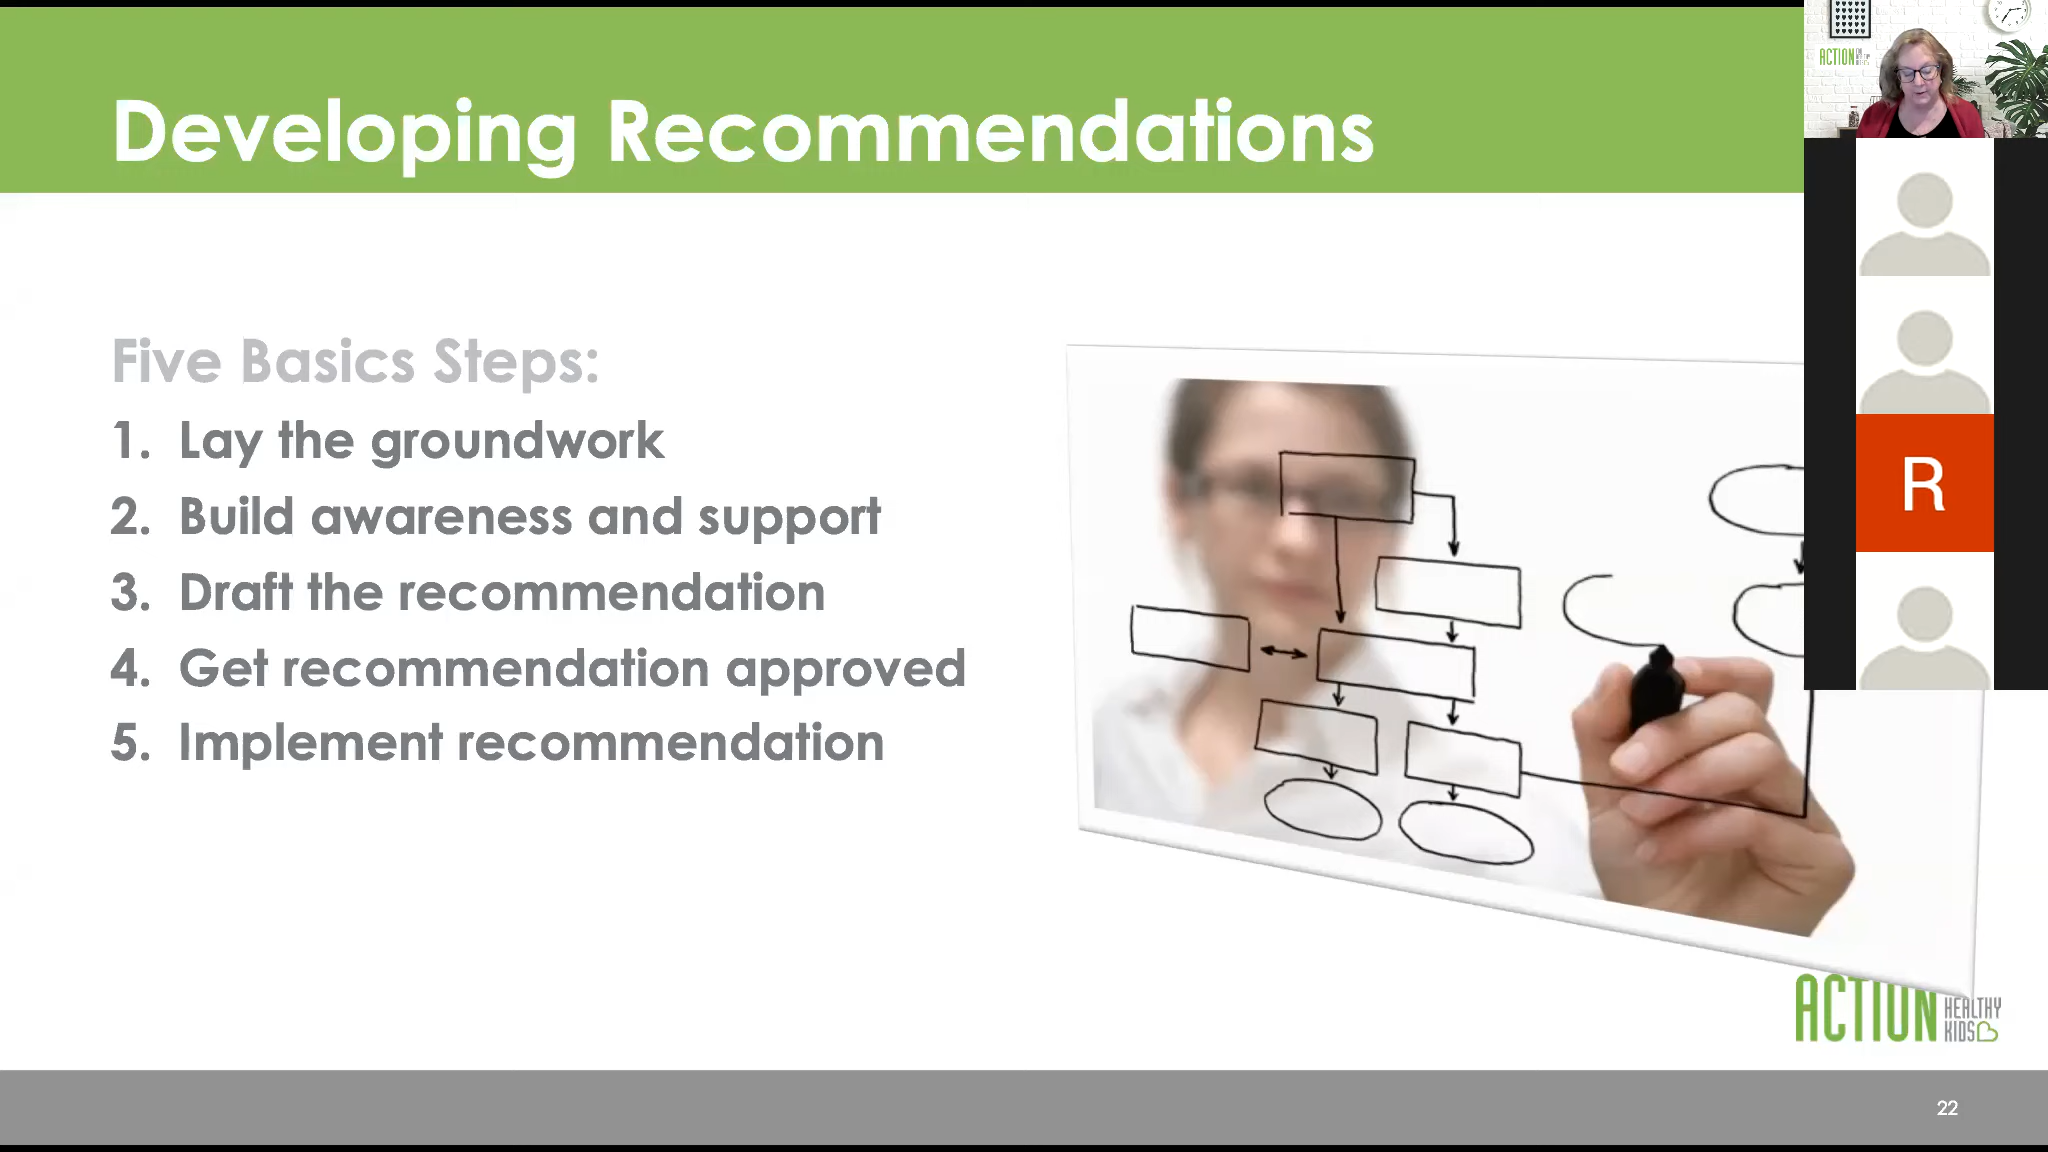 Developing Recommendations
Five Basics Steps:
1. Lay the groundwork
2. Build awareness and support
3. Draft the recommendation
4. Get recommendation approved
5. Implement recommendation
ACTION
R
ACTION
HEALTHY
KIDS
22